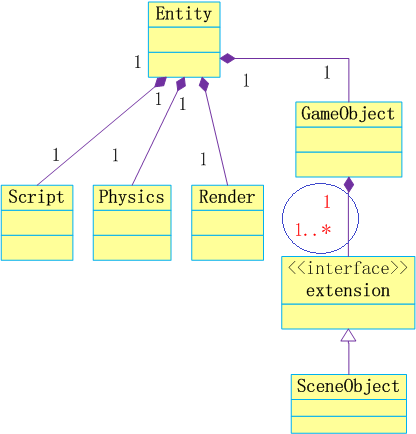 Entity
1
1
1
1
1
GameObject
1
1
1
Script
Physics
Render
1
1..*
<<interface>>
extension
SceneObject